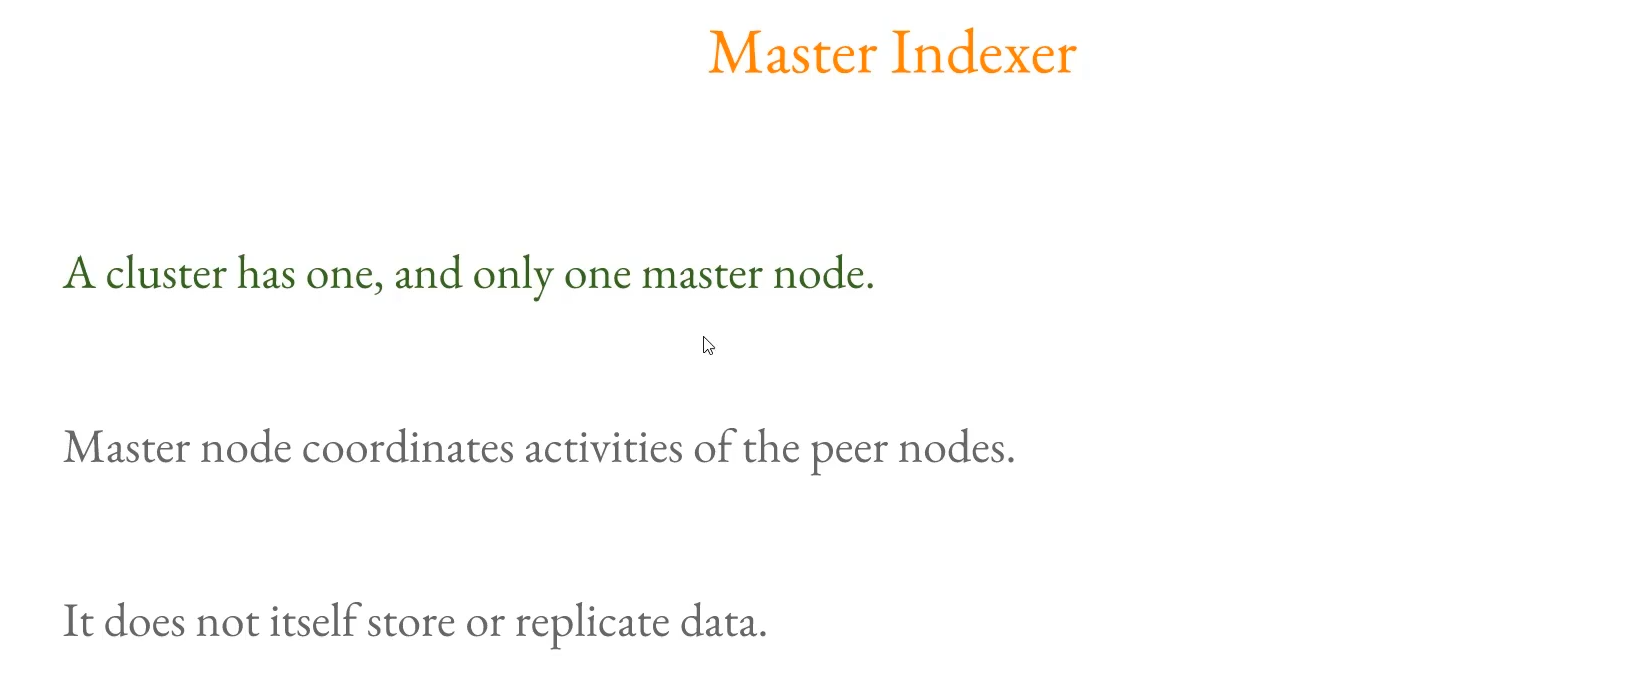 Master Indexer
A cluster has one, and only one master node.
Master node coordinates activities of the peer nodes.
It does not itself store or replicate data.